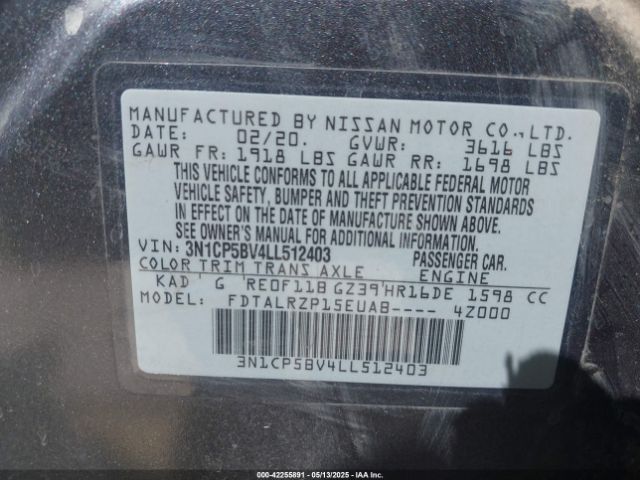 MANUFACTURED BY NISSAN MOTOR CO., LTD.
DATE: 02/20. GVWR: 3616 LBS
GAWR FR: 1918 LBS GAWR RR: 1698 LBS
THIS VEHICLE CONFORMS TO ALL APPLICABLE FEDERAL MOTOR
VEHICLE SAFETY, BUMPER AND THEFT PREVENTION STANDARDS
IN EFFECT ON THE DATE OF MANUFACTURE SHOWN ABOVE.
SEE OWNER'S MANUAL FOR ADDITIONAL INFORMATION.
VIN: 3N1CP5BV4LL512403 PASSENGER CAR.
COLOR TRIM TRANS AXLE ENGINE
KAD G RE0F11B GZ39 HR16DE 1598 CC
MODEL: FDTALRZP15EUAB---- 4Z000
3N1CP5BV4LL512403
000-42255891 - 05/13/2025 - IAA Inc.